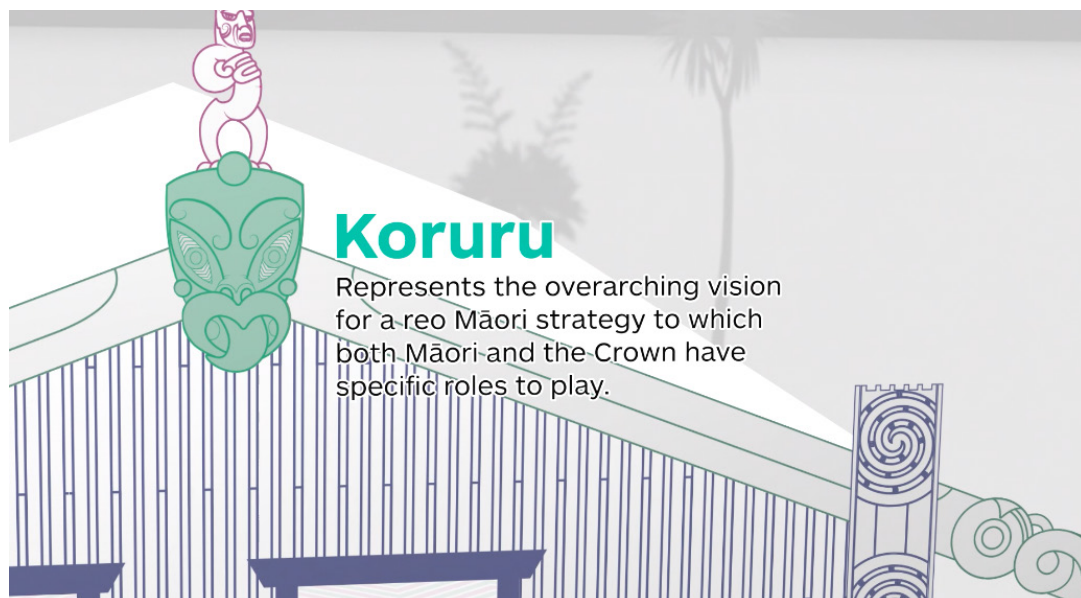 Koruru
Represents the overarching vision
for a reo Māori strategy to which
both Māori and the Crown have
specific roles to play.